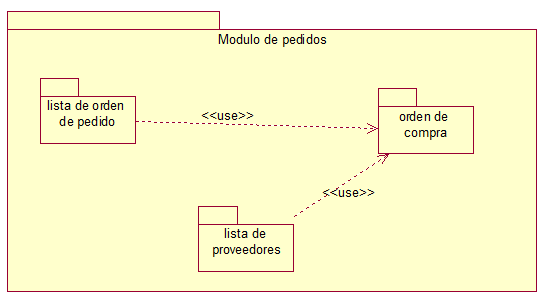 Modulo de pedidos
lista de orden
de pedido
<<use>>
orden de
compra
<<use>>
lista de
proveedores